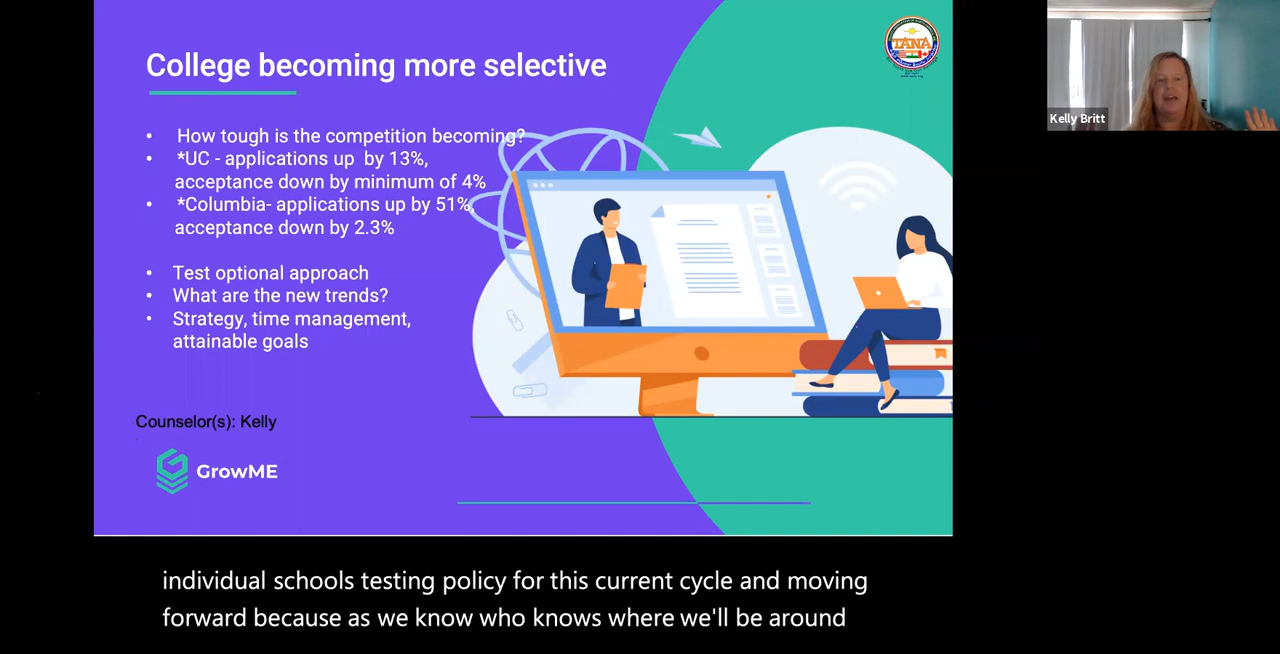 College becoming more selective
TANA
• How tough is the competition becoming?
• *UC - applications up by 13%,
acceptance down by minimum of 4%
• *Columbia- applications up by 51%,
acceptance down by 2.3%
• Test optional approach
• What are the new trends?
• Strategy, time management,
attainable goals
Counselor(s): Kelly
GrowME
Kelly Britt
individual schools testing policy for this current cycle and moving
forward because as we know who knows where we'll be around